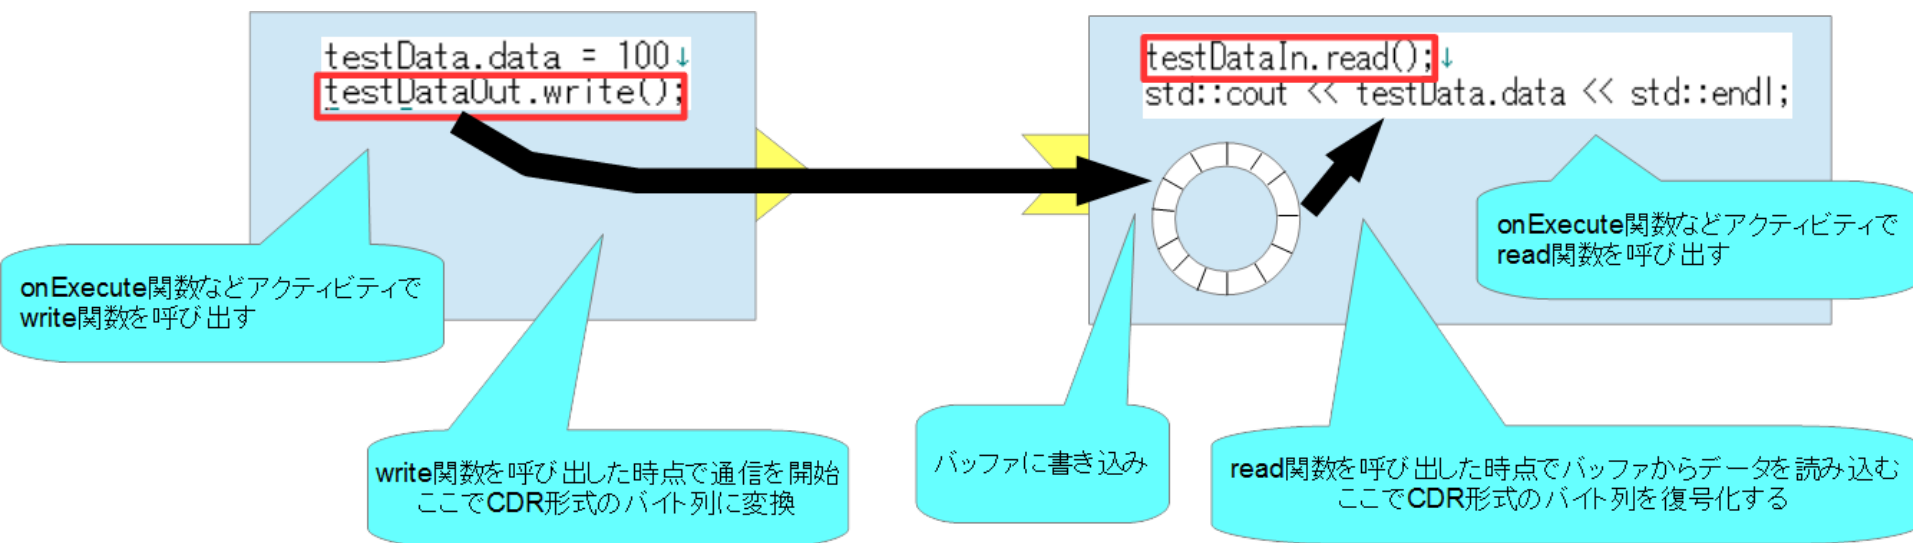 testData.data = 100↓
testDataOut.write();
testDataIn.read();↓
std::cout << testData.data << std::endl;
onExecute関数などアクティビティで
write関数を呼び出す
onExecute関数などアクティビティで
read関数を呼び出す
write関数を呼び出した時点で通信を開始
ここでCDR形式のバイト列に変換
バッファに書き込み
read関数を呼び出した時点でバッファからデータを読み込む
ここでCDR形式のバイト列を復号化する